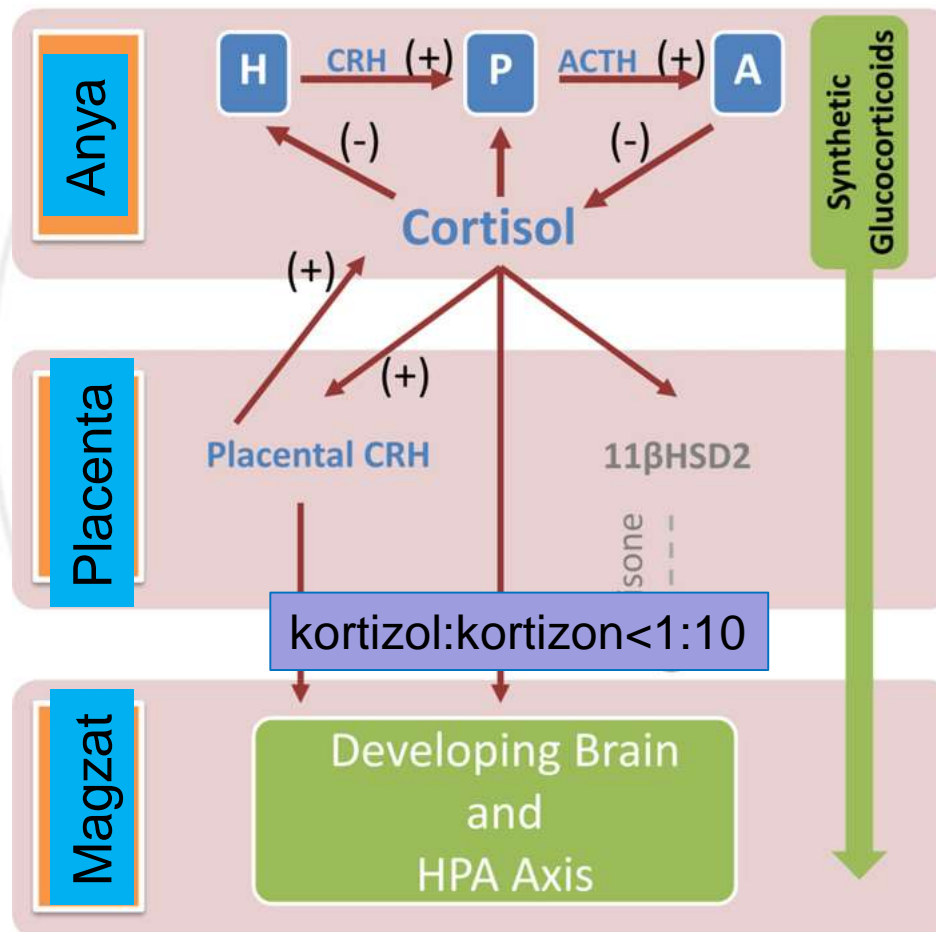 Anya
H
CRH (+)
P
ACTH (+)
A
Synthetic
Glucocorticoids
(-)
(-)
Cortisol
(+)
Placenta
(+)
Placental CRH
11βHSD2
kortizol:kortizon<1:10
Magzat
Developing Brain
and
HPA Axis